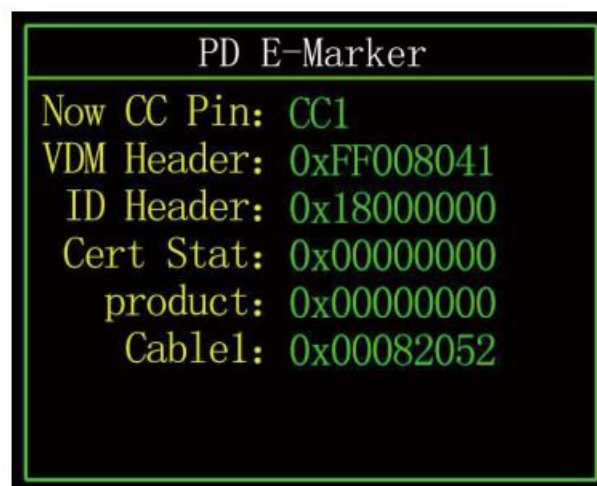 PD E-Marker
Now CC Pin: CC1
VDM Header: 0xFF008041
ID Header: 0x18000000
Cert Stat: 0x00000000
product: 0x00000000
Cable1: 0x00082052